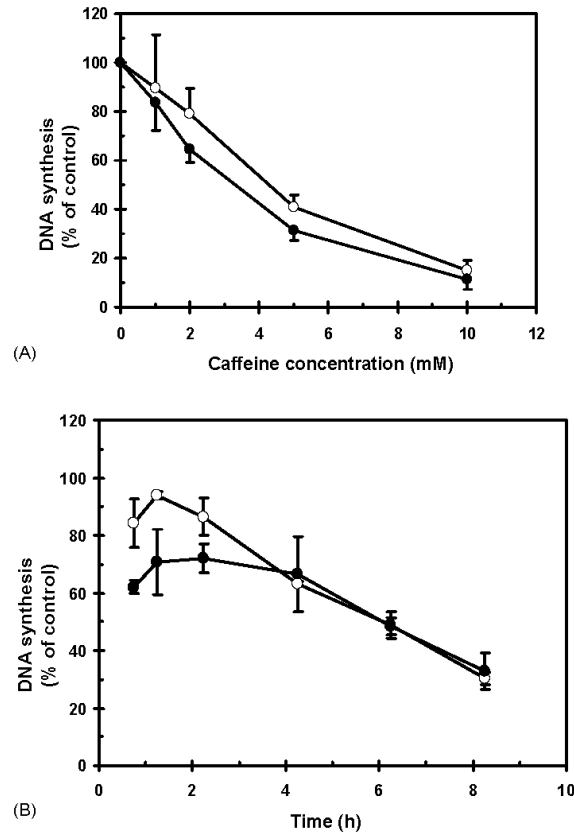 120
100
80
60
40
20
0
DNA synthesis
(% of control)
0 2 4 6 8 10 12
(A)
Caffeine concentration (mM)
120
100
80
60
40
20
0
DNA synthesis
(% of control)
0 2 4 6 8 10
(B)
Time (h)